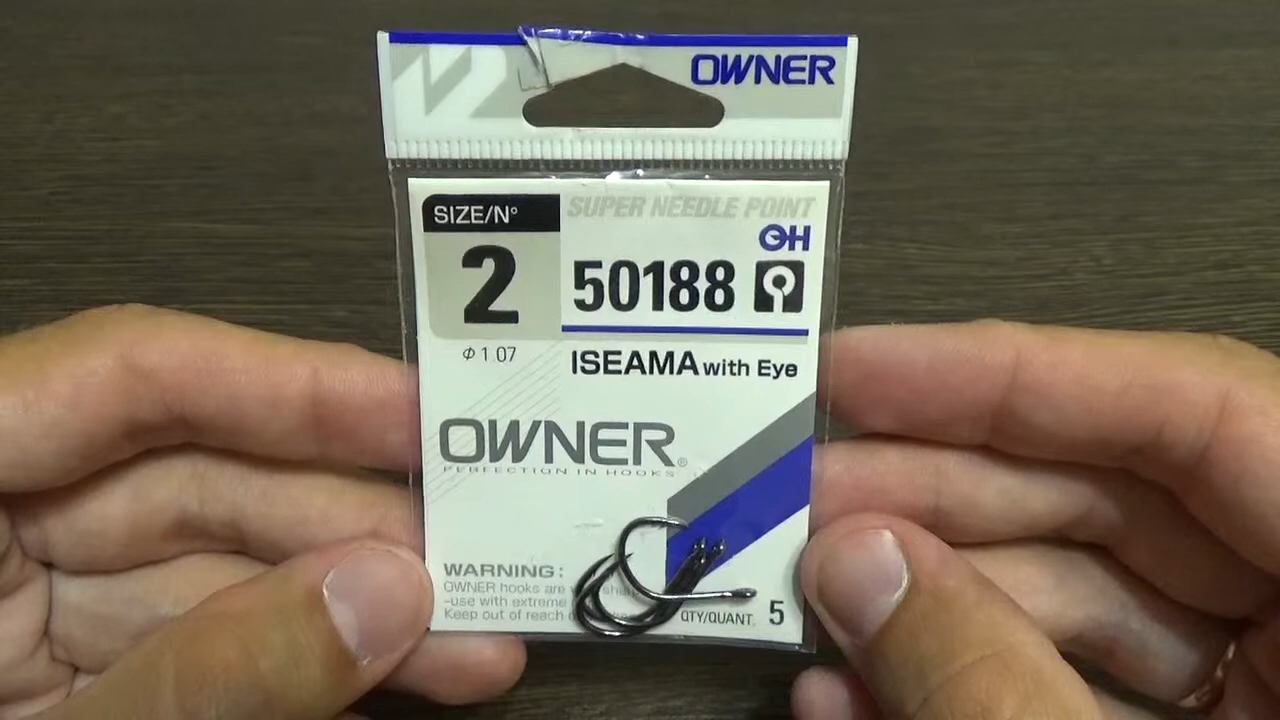 OWNER
SIZE/N°
SUPER NEEDLE POINT
OH
2
50188
φ 1 07
ISEAMA with Eye
OWNER®
PERFECTION IN HOOKS
WARNING:
OWNER hooks are
-use with extreme
Keep out of reach
QTY/QUANT. 5